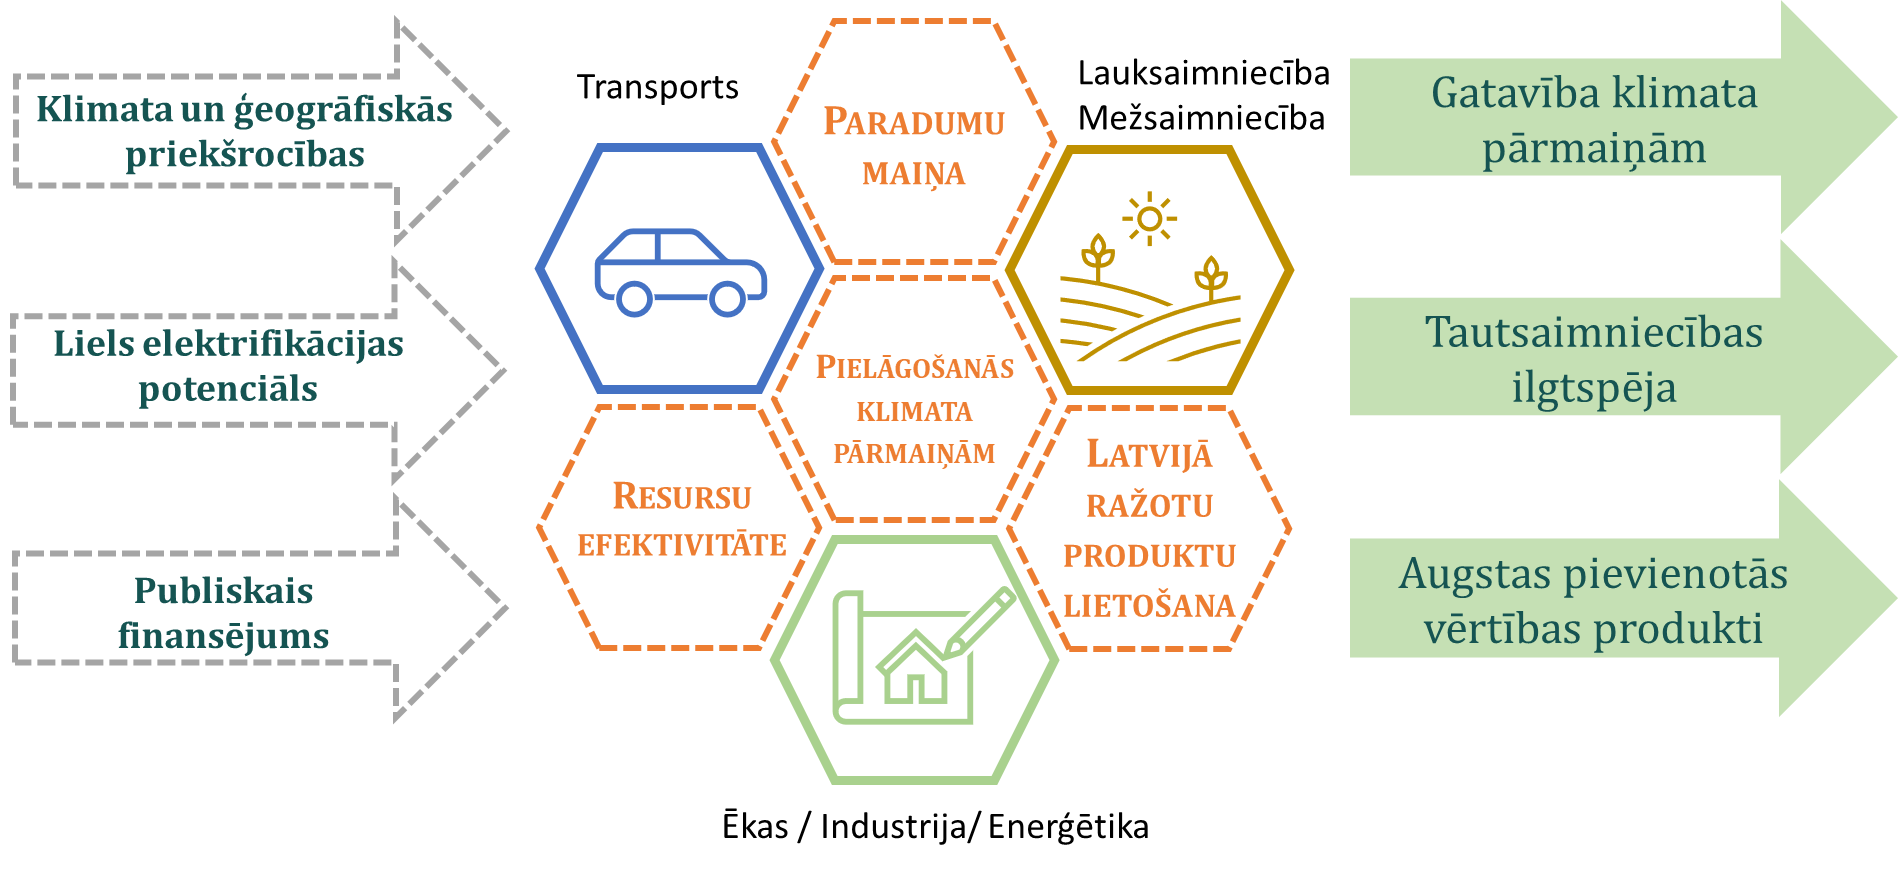 Klimata un ģeogrāfiskās
priekšrocības
Liels elektrifikācijas
potenciāls
Publiskais
finansējums
Transports
PARADUMU
MAIŅA
Lauksaimniecība
Mežsaimniecība
PIELĀGOŠANĀS
KLIMATA
PĀRMAIŅĀM
RESURSU
EFEKTIVITĀTE
LATVIJĀ
RAŽOTU
PRODUKTU
LIETOŠANA
Ēkas / Industrija/ Enerģētika
Gatavība klimata
pārmaiņām
Tautsaimniecības
ilgtspēja
Augstas pievienotās
vērtības produkti